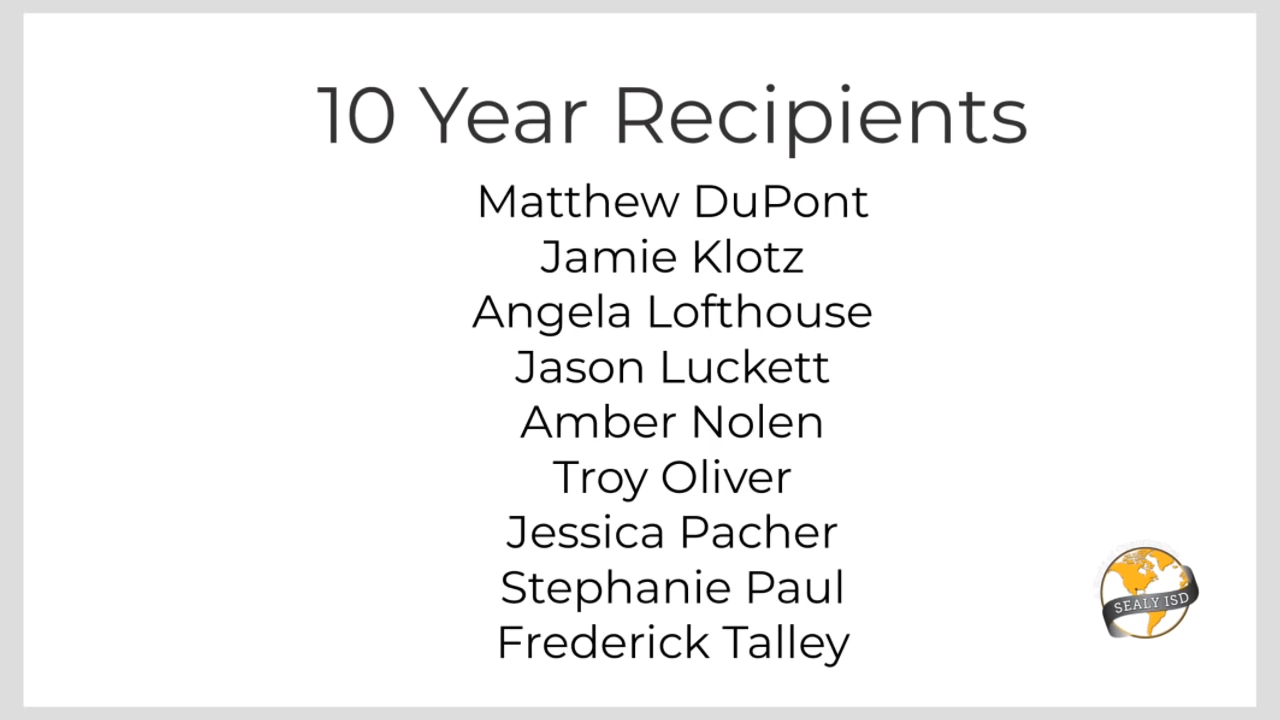 10 Year Recipients
Matthew DuPont
Jamie Klotz
Angela Lofthouse
Jason Luckett
Amber Nolen
Troy Oliver
Jessica Pacher
Stephanie Paul
Frederick Talley
SEALY ISD